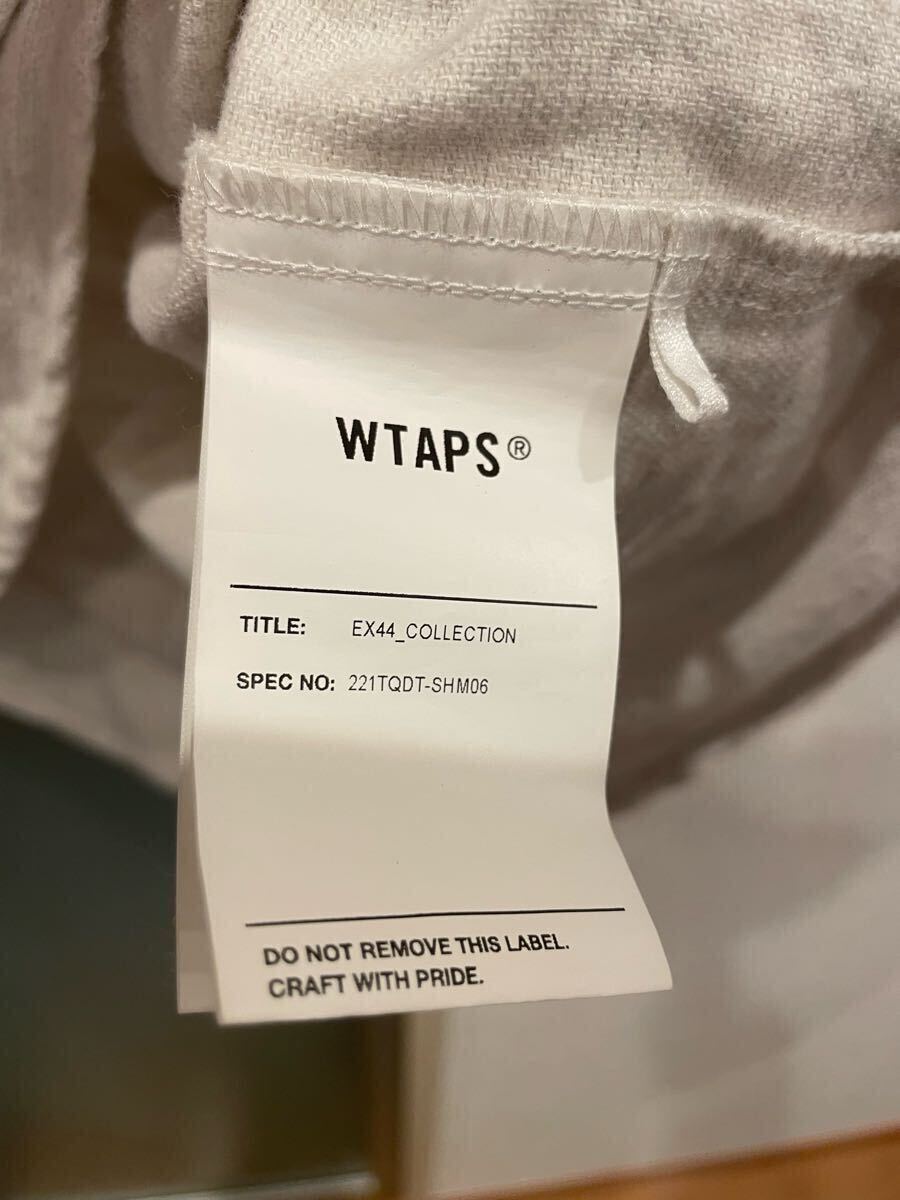 WTAPS®
TITLE: EX44_COLLECTION
SPEC NO: 221TQDT-SHM06
DO NOT REMOVE THIS LABEL.
CRAFT WITH PRIDE.